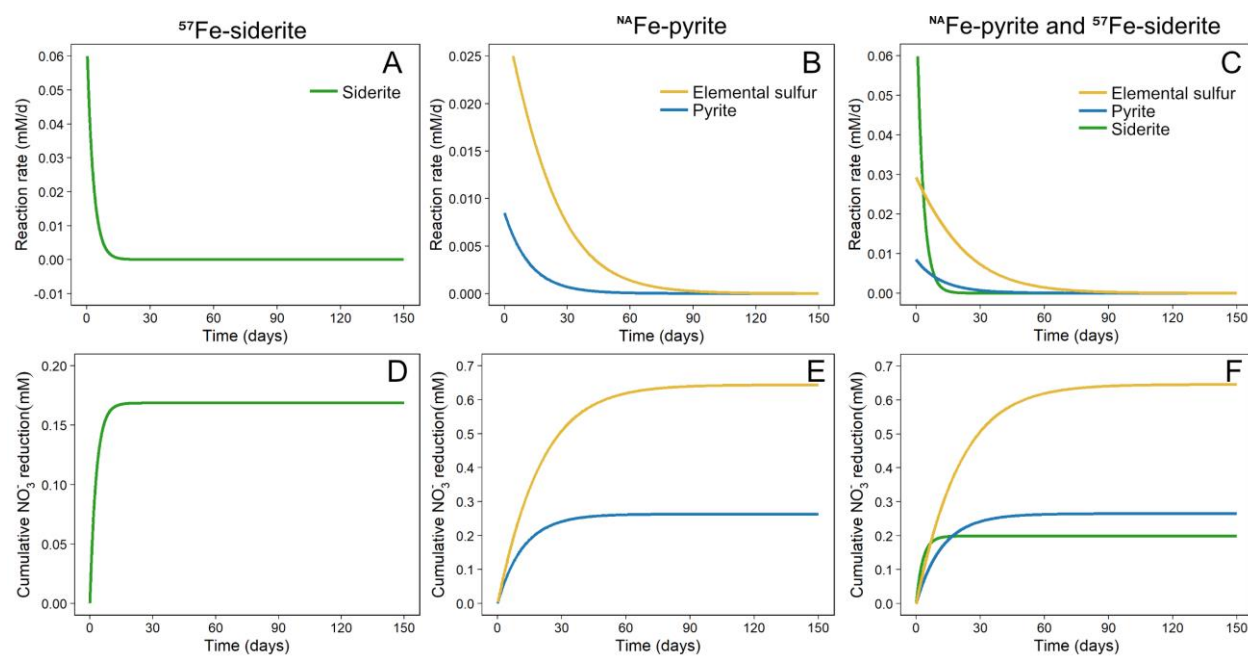 ⁵⁷Fe-siderite
ᴺᴬFe-pyrite
ᴺᴬFe-pyrite and ⁵⁷Fe-siderite
A
Siderite
Reaction rate (mM/d)
0.06
0.05
0.04
0.03
0.02
0.01
0.00
-0.01
0 30 60 90 120 150
Time (days)
B
Elemental sulfur
Pyrite
Reaction rate (mM/d)
0.025
0.020
0.015
0.010
0.005
0.000
0 30 60 90 120 150
Time (days)
C
Elemental sulfur
Pyrite
Siderite
Reaction rate (mM/d)
0.06
0.05
0.04
0.03
0.02
0.01
0.00
0 30 60 90 120 150
Time (days)
D
Cumulative NO₃⁻ reduction(mM)
0.20
0.15
0.10
0.05
0.00
0 30 60 90 120 150
Time (days)
E
Cumulative NO₃⁻ reduction(mM)
0.7
0.6
0.5
0.4
0.3
0.2
0.1
0.0
0 30 60 90 120 150
Time (days)
F
Cumulative NO₃⁻ reduction(mM)
0.7
0.6
0.5
0.4
0.3
0.2
0.1
0.0
0 30 60 90 120 150
Time (days)